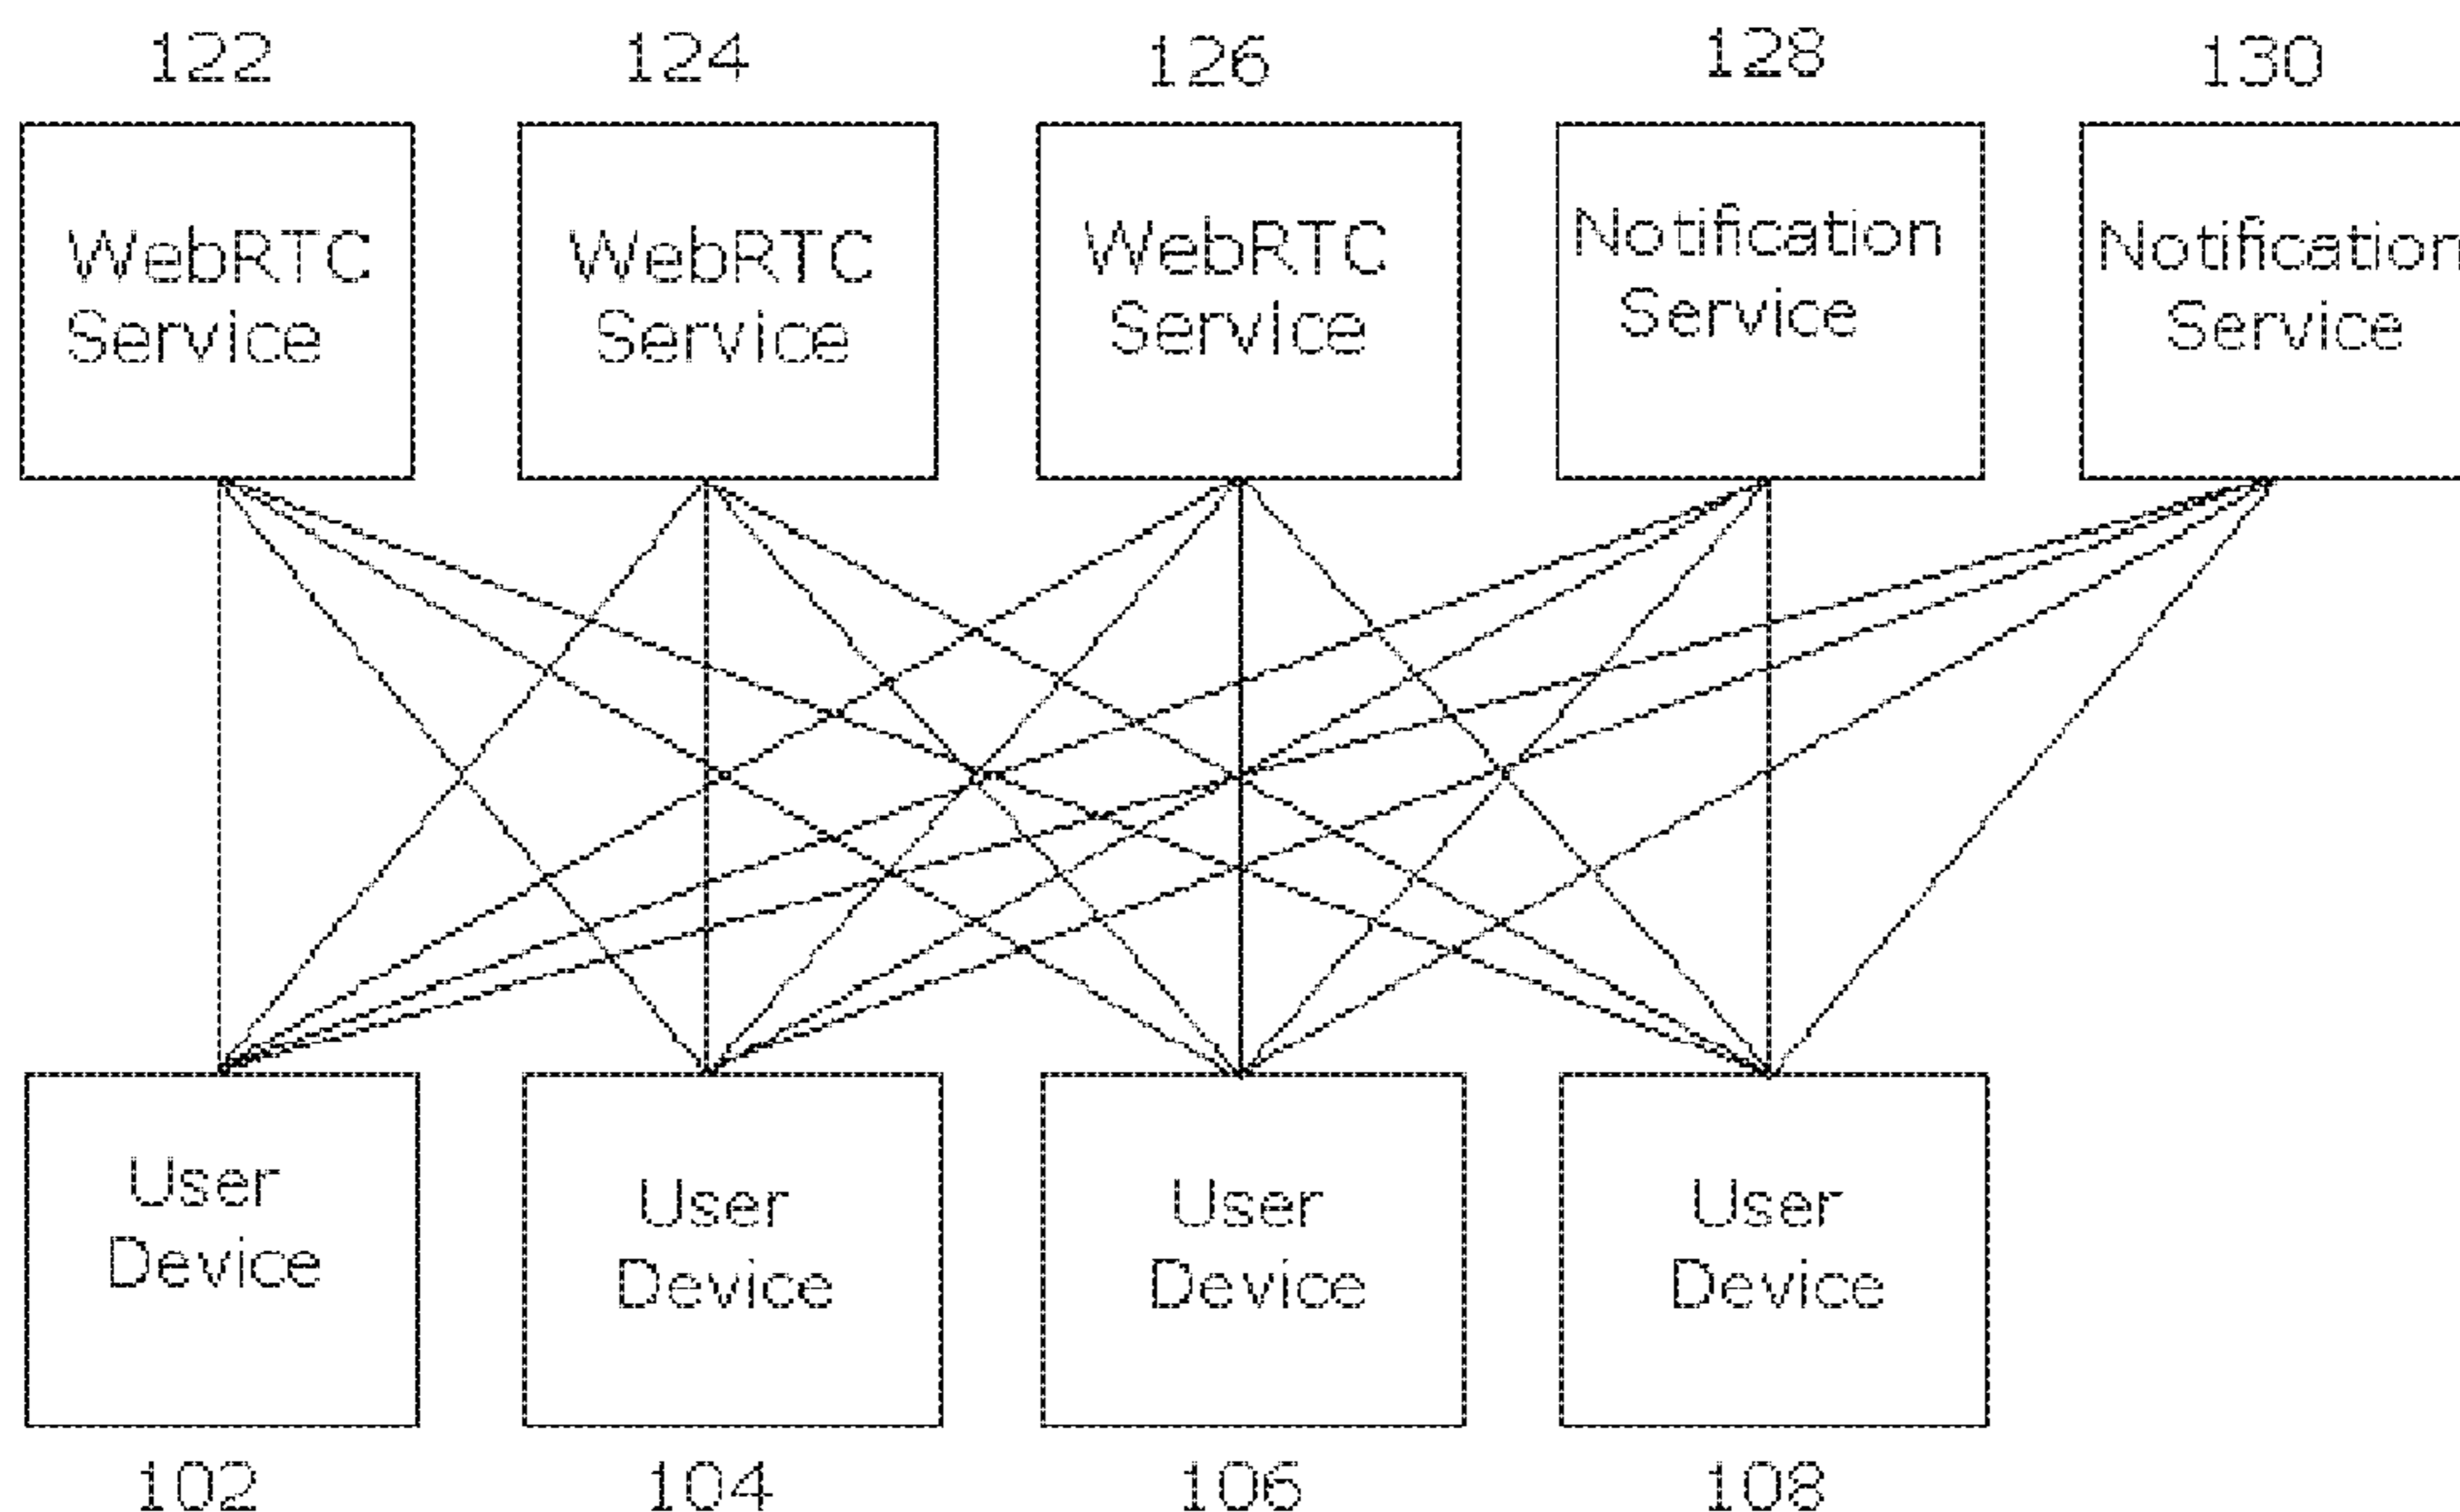 122
124
126
128
130
WebRTC
Service
WebRTC
Service
WebRTC
Service
Notification
Service
Notification
Service
User
Device
User
Device
User
Device
User
Device
102
104
106
108